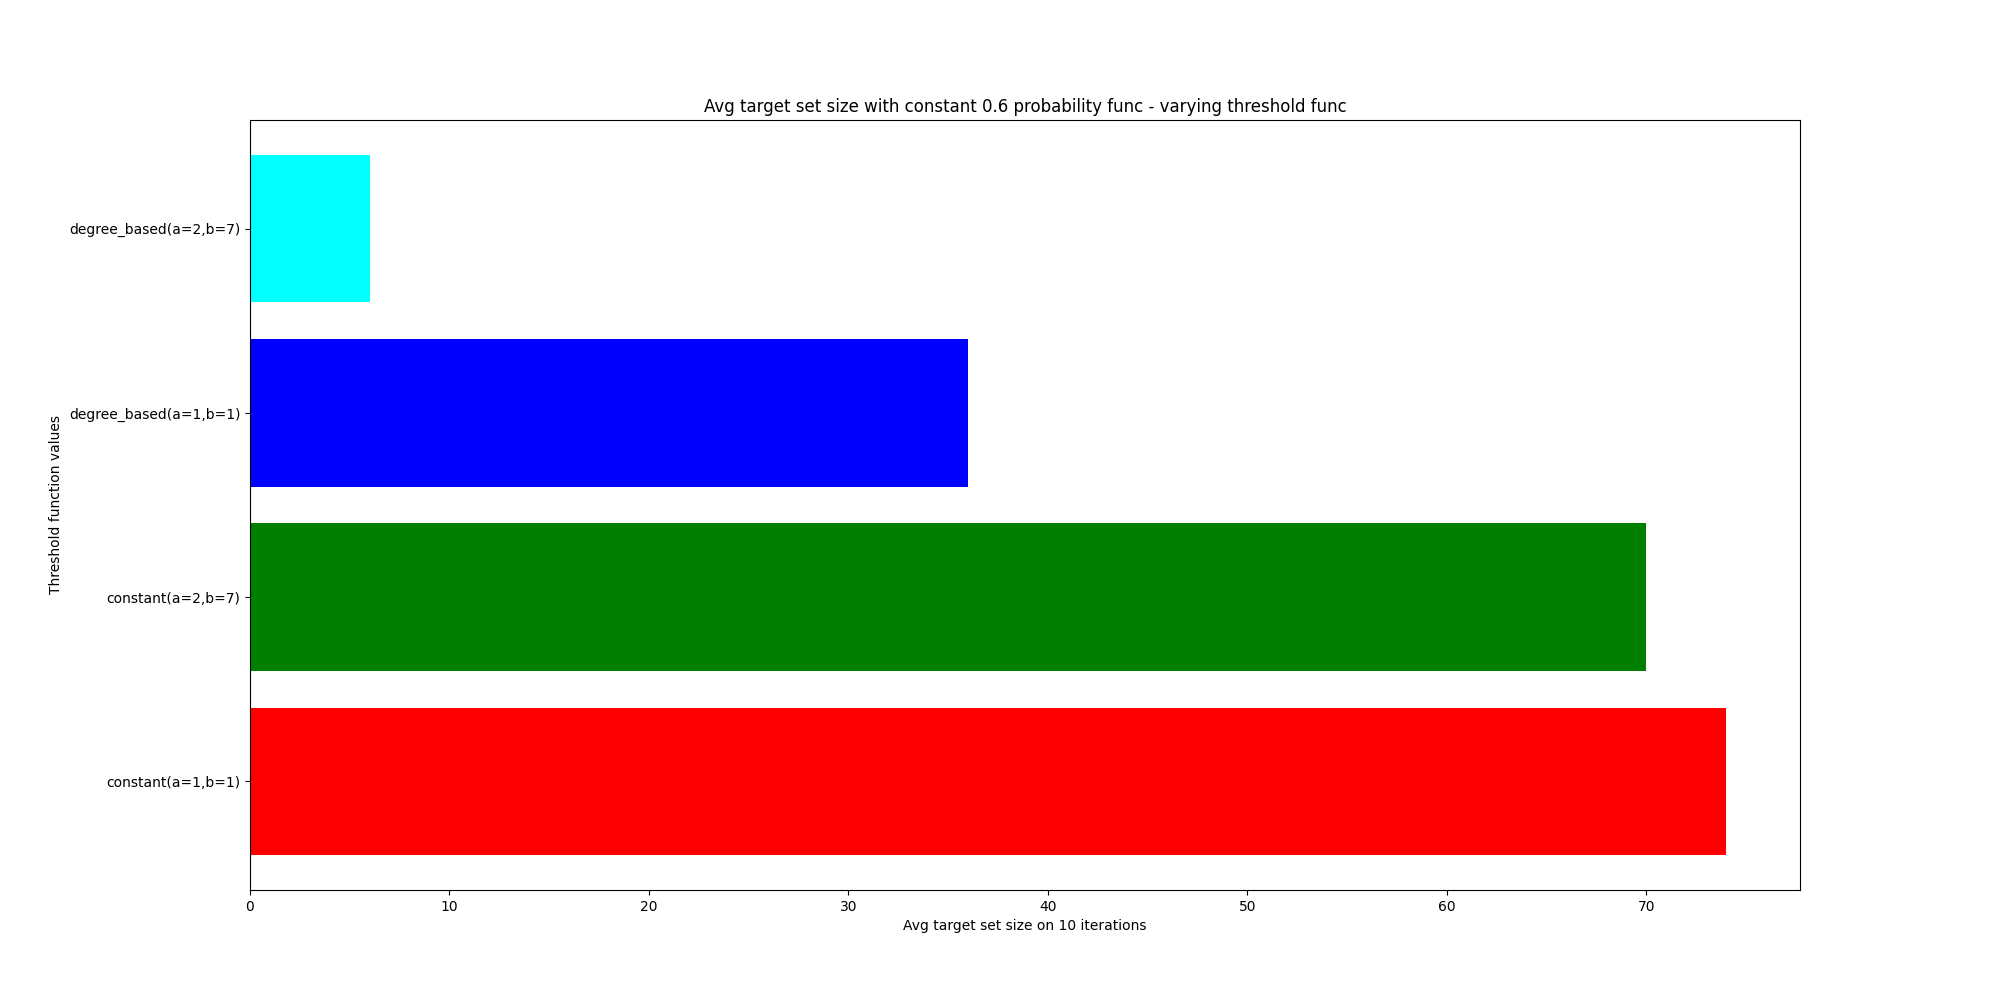 Avg target set size with constant 0.6 probability func - varying threshold func
Threshold function values
degree_based(a=2,b=7)
degree_based(a=1,b=1)
constant(a=2,b=7)
constant(a=1,b=1)
0 10 20 30 40 50 60 70
Avg target set size on 10 iterations